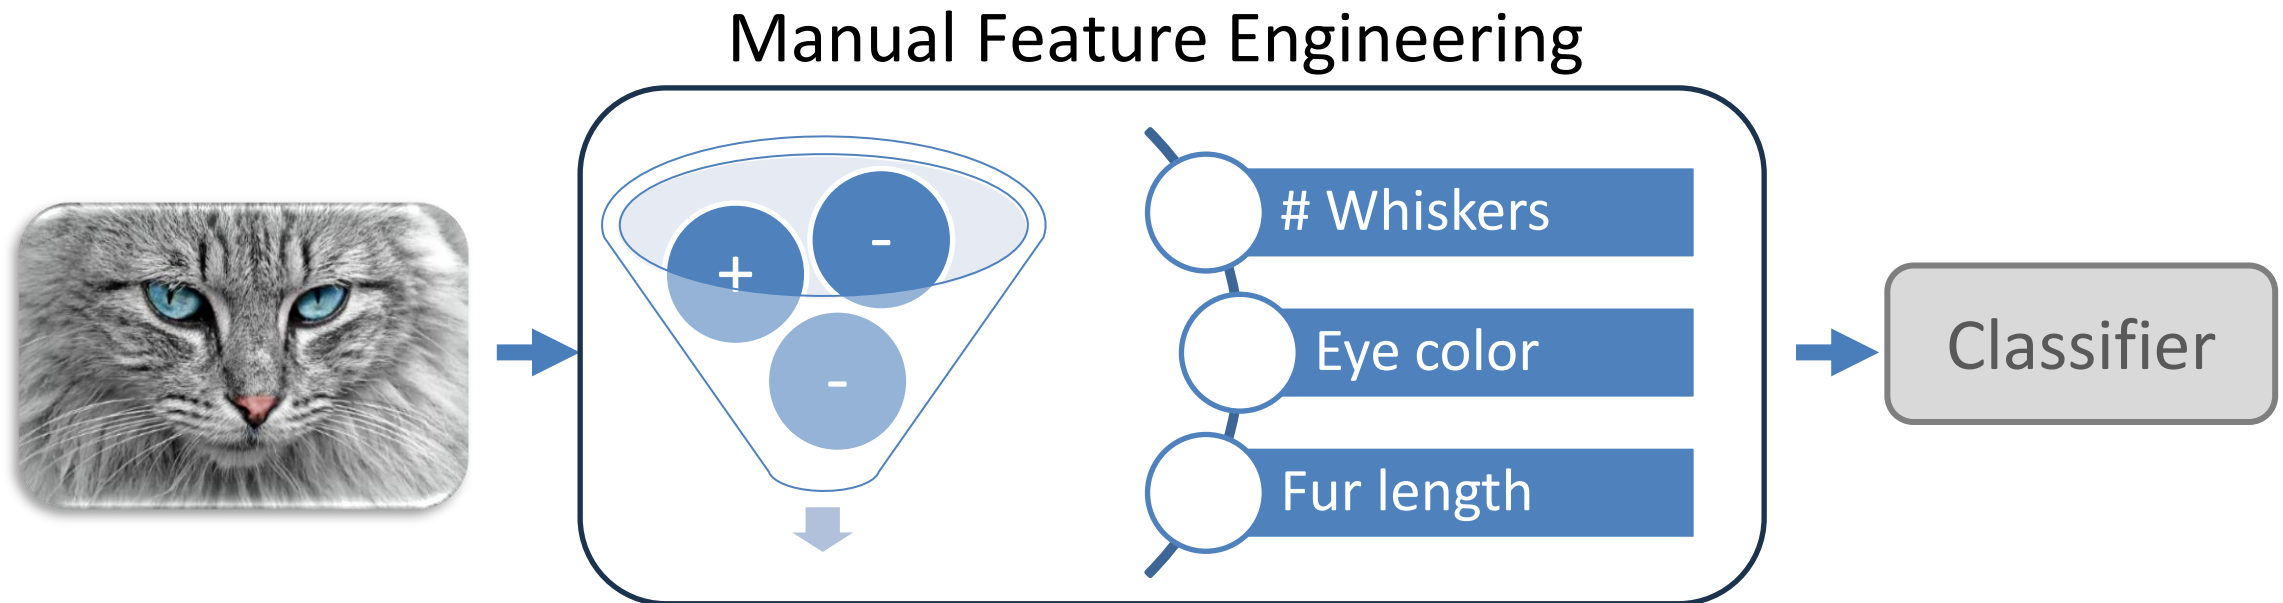 Manual Feature Engineering
+
-
-
# Whiskers
Eye color
Fur length
Classifier